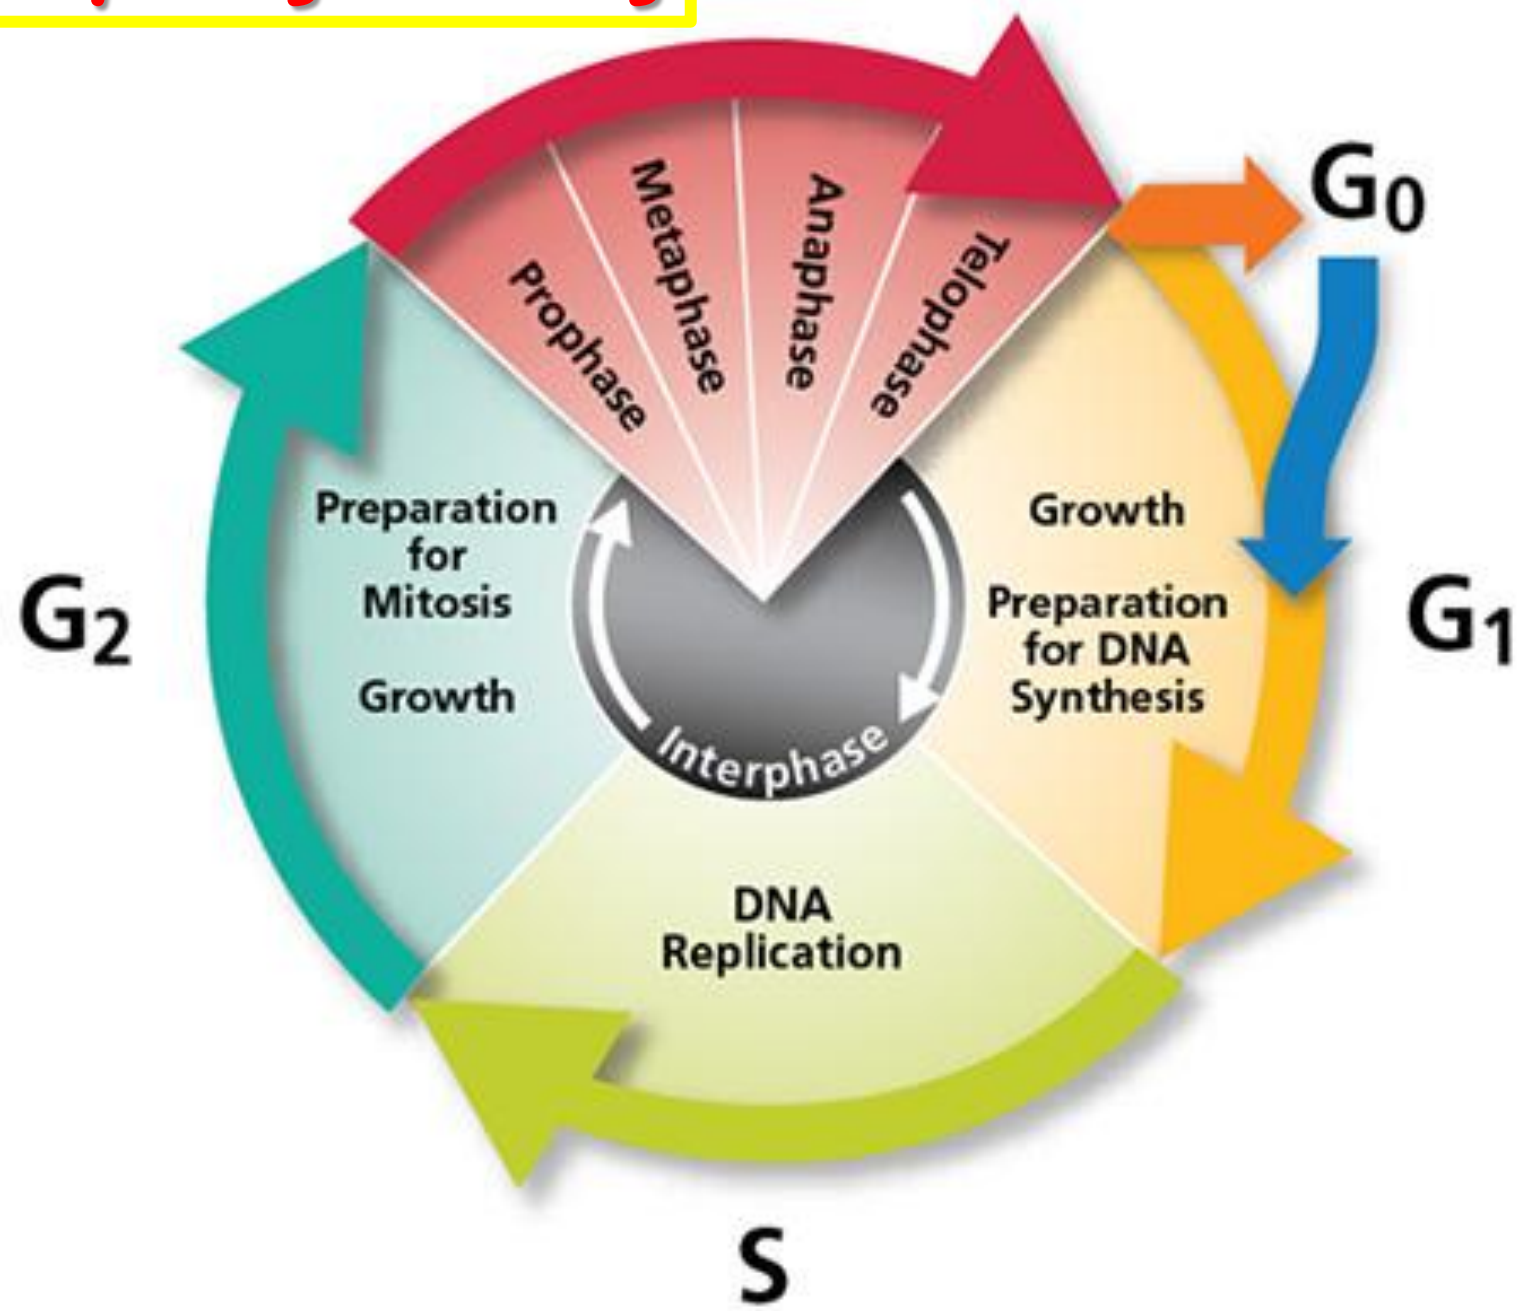 Prophase
Metaphase
Anaphase
Telophase
G0
Growth
Preparation
for DNA
Synthesis
G1
DNA
Replication
S
Preparation
for
Mitosis
Growth
G2
Interphase